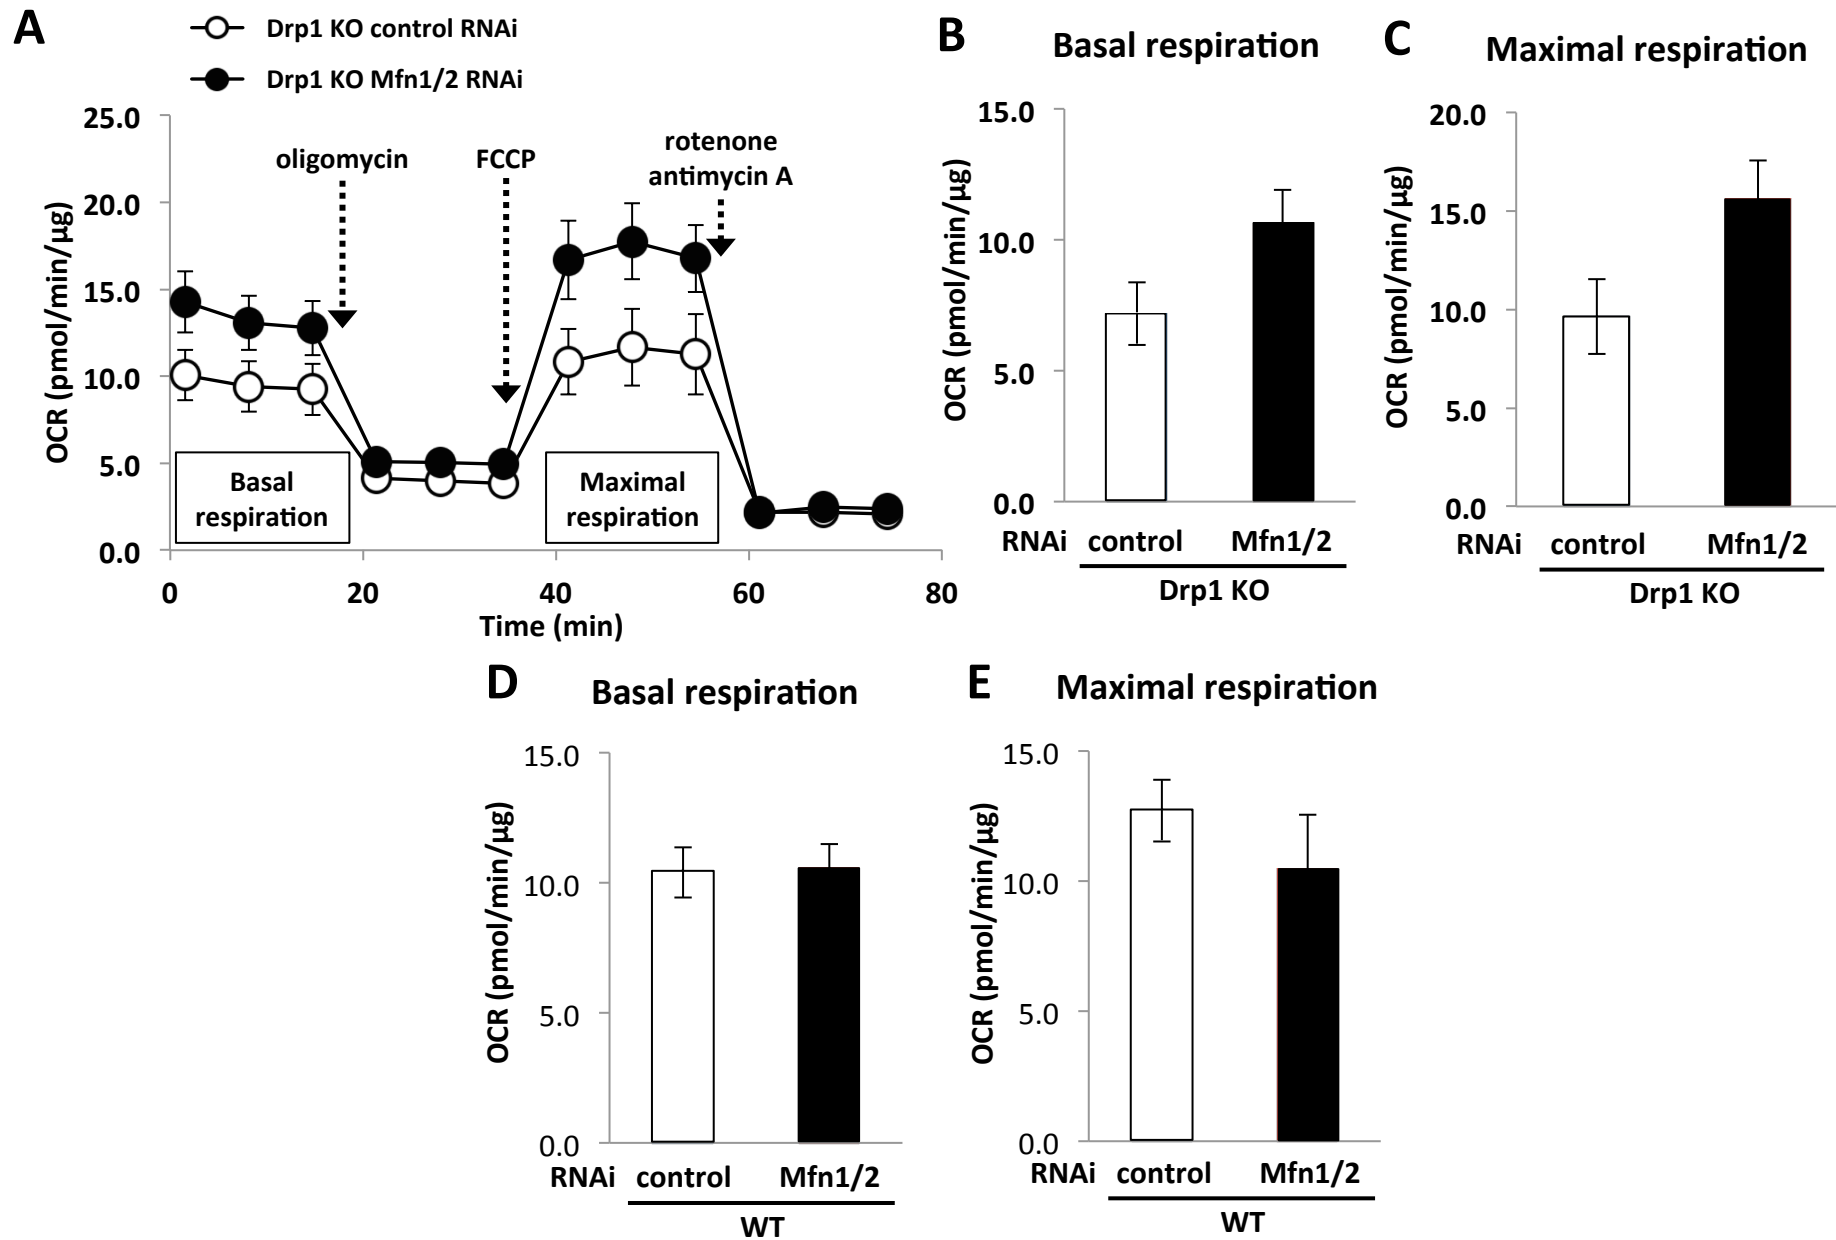 A
Drp1 KO control RNAi
Drp1 KO Mfn1/2 RNAi
25.0
20.0
15.0
10.0
5.0
0.0
OCR (pmol/min/µg)
oligomycin
FCCP
rotenone
antimycin A
Basal
respiration
Maximal
respiration
0
20
40
60
80
Time (min)
B
Basal respiration
15.0
10.0
5.0
0.0
OCR (pmol/min/µg)
RNAi control Mfn1/2
Drp1 KO
C
Maximal respiration
20.0
15.0
10.0
5.0
0.0
OCR (pmol/min/µg)
RNAi control Mfn1/2
Drp1 KO
D
Basal respiration
15.0
10.0
5.0
0.0
OCR (pmol/min/µg)
RNAi control Mfn1/2
WT
E
Maximal respiration
15.0
10.0
5.0
0.0
OCR (pmol/min/µg)
RNAi control Mfn1/2
WT